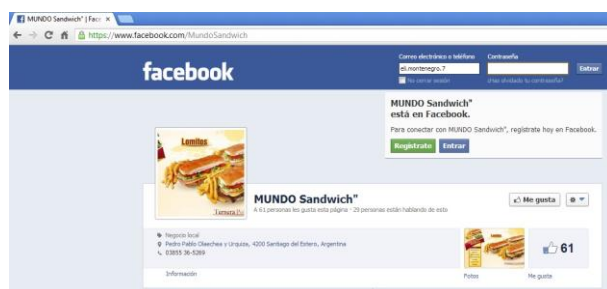 MUNDO Sandwich" | Face
https://www.facebook.com/MundoSandwich
facebook
Correo electrónico o teléfono
Contraseña
eli.montenegro.7
Entrar
No cerrar sesión
¿Has olvidado tu contraseña?
MUNDO Sandwich"
está en Facebook.
Para conectar con MUNDO Sandwich", regístrate hoy en Facebook.
Regístrate
Entrar
Lomitos
Ternura
MUNDO Sandwich"
A 61 personas les gusta esta página · 29 personas están hablando de esto
Me gusta
Negocio local
Pedro Pablo Olaechea y Urquiza, 4200 Santiago del Estero, Argentina
03855 36-5269
61
Información
Fotos
Me gusta